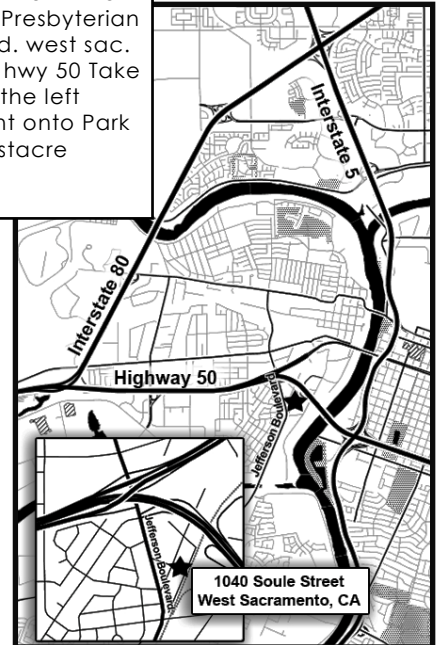 Presbyterian
d. west sac.
hwy 50 Take
the left
nt onto Park
stacre
Interstate 5
Interstate 80
Highway 50
Jefferson Boulevard
Jefferson Boulevard
1040 Soule Street
West Sacramento, CA